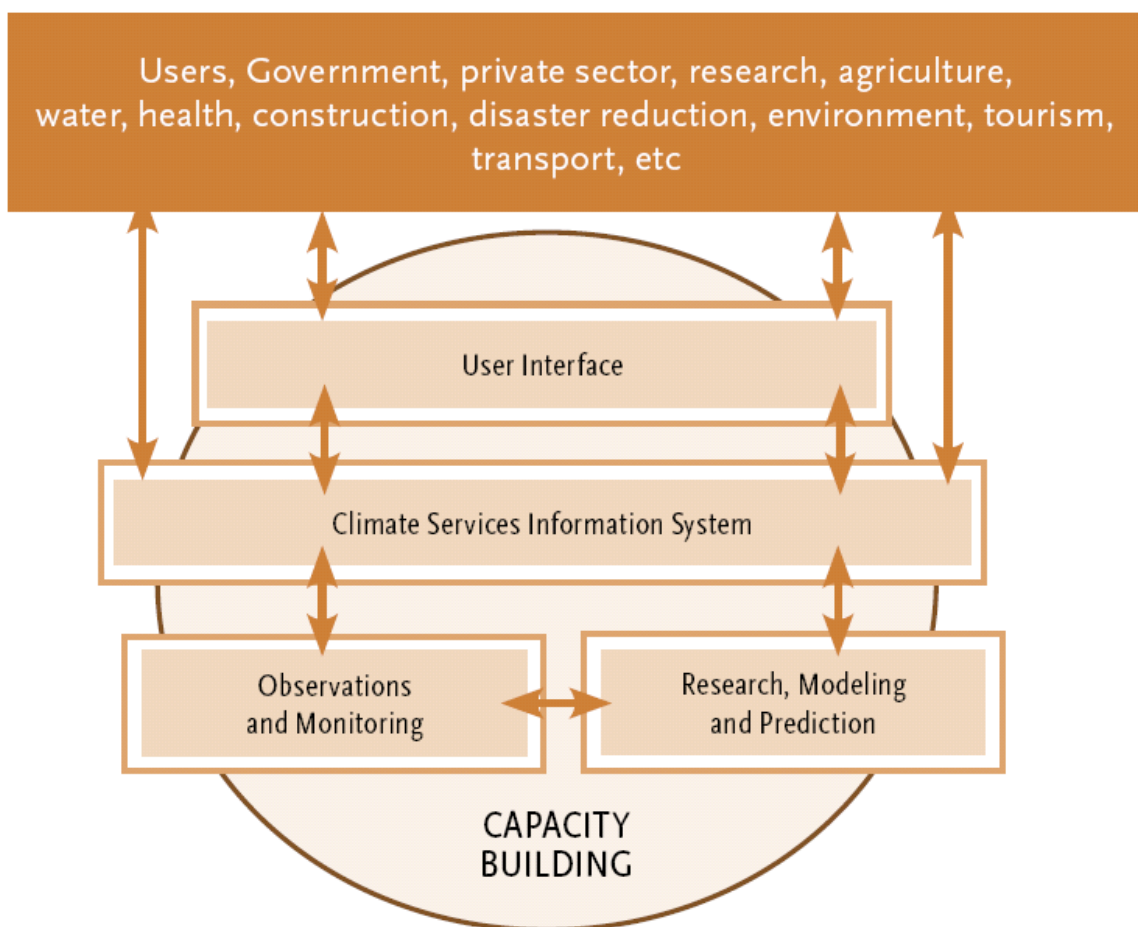 Users, Government, private sector, research, agriculture,
water, health, construction, disaster reduction, environment, tourism,
transport, etc
User Interface
Climate Services Information System
Observations
and Monitoring
Research, Modeling
and Prediction
CAPACITY
BUILDING